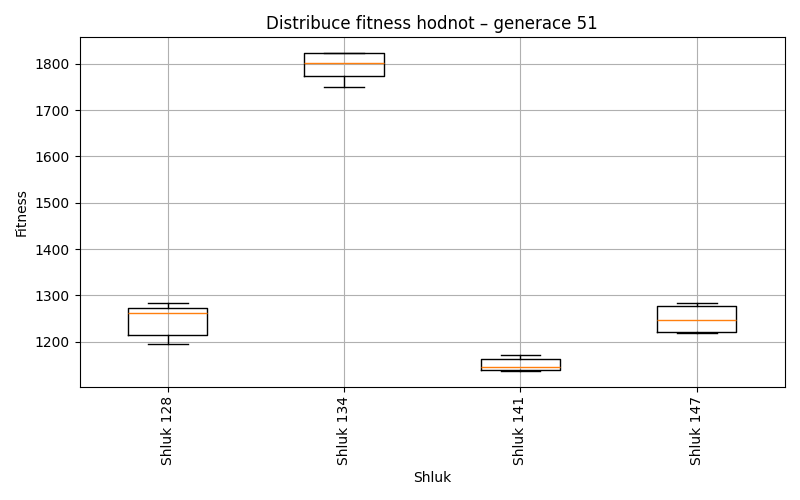 Distribuce fitness hodnot – generace 51
Fitness
1800
1700
1600
1500
1400
1300
1200
Shluk 128
Shluk 134
Shluk 141
Shluk 147
Shluk